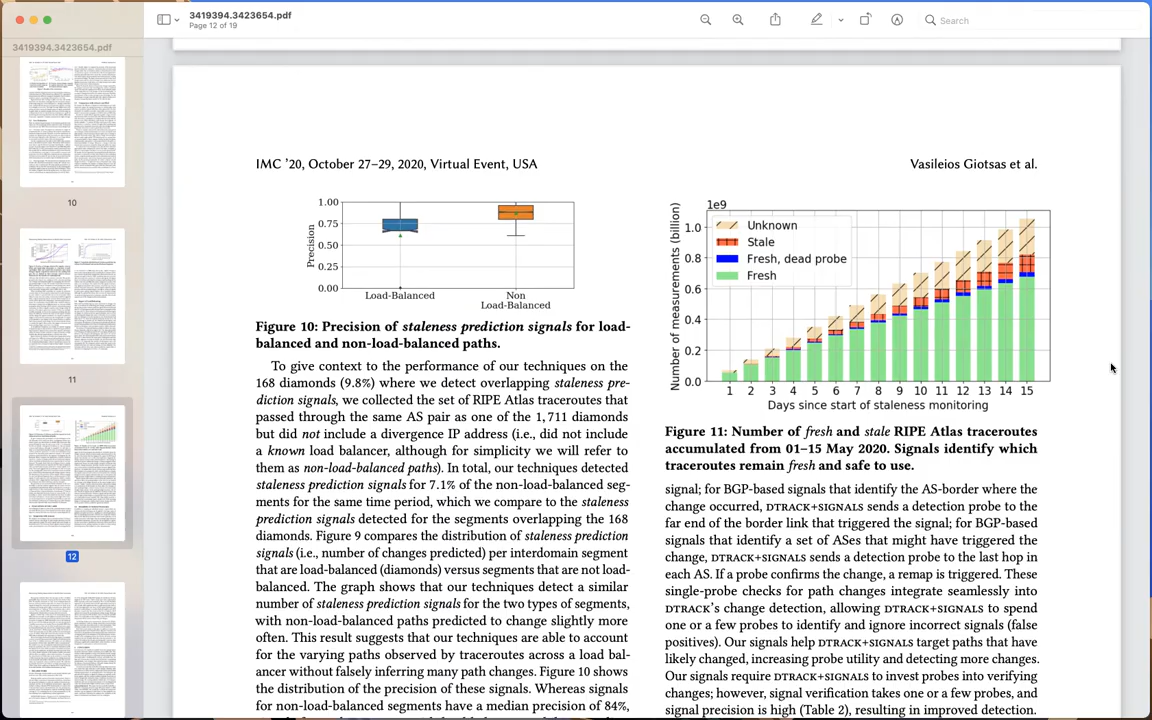 3419394.3423654.pdf
Page 12 of 19
Search
3419394.3423654.pdf
10
11
12
IMC ’20, October 27–29, 2020, Virtual Event, USA
Vasileios Giotsas et al.
1.00
0.75
0.50
0.25
0.00
Precision
Load-Balanced
Non
Load-Balanced
Figure 10: Precision of staleness prediction signals for load-
balanced and non-load-balanced paths.
To give context to the performance of our techniques on the
168 diamonds (9.8%) where we detect overlapping staleness pre-
diction signals, we collected the set of RIPE Atlas traceroutes that
passed through the same AS pair as one of the 1,711 diamonds
but did not include a divergence IP address (i.e., did not include
a known load balancer, although for simplicity we will refer to
them as non-load-balanced paths). In total, our techniques detected
staleness prediction signals for 7.1% of the non-load-balanced seg-
ments for the same time period, which we compare to the staleness
prediction signals detected for the segments overlapping the 168
diamonds. Figure 9 compares the distribution of staleness prediction
signals (i.e., number of changes predicted) per interdomain segment
that are load-balanced (diamonds) versus segments that are not load-
balanced. The graph shows that our techniques detect a similar
number of staleness prediction signals for the two types of segments,
with non-load-balanced paths predicted to change slightly more
often. This result suggests that our techniques are able to account
for the varying paths observed by traceroutes across a load bal-
ancer without falsely inferring many path changes. Figure 10 shows
the distribution of the precision of these signals. Whereas signals
for non-load-balanced segments have a median precision of 84%,
1e9
Unknown
Stale
Fresh, dead probe
Fresh
1.0
0.8
0.6
0.4
0.2
0.0
Number of measurements (billion)
1 2 3 4 5 6 7 8 9 10 11 12 13 14 15
Days since start of staleness monitoring
Figure 11: Number of fresh and stale RIPE Atlas traceroutes
accumulated from 01–15 May 2020. Signals identify which
traceroutes remain fresh and safe to use.
signal; for BGP-based signals that identify the AS-border where the
change occurred, DTRACK+SIGNALS sends a detection probe to the
far end of the border link that triggered the signal; for BGP-based
signals that identify a set of ASes that might have triggered the
change, DTRACK+SIGNALS sends a detection probe to the last hop in
each AS. If a probe confirms the change, a remap is triggered. These
single-probe checks for path changes integrate seamlessly into
DTRACK’s change detection, allowing DTRACK+SIGNALS to spend
one or a few probes to identify and ignore incorrect signals (false
positives). Our signals help DTRACK+SIGNALS target paths that have
likely changed, increasing probe utility and detecting more changes.
Our signals require DTRACK+SIGNALS to invest probes into verifying
changes; however, signal verification takes one or a few probes, and
signal precision is high (Table 2), resulting in improved detection.